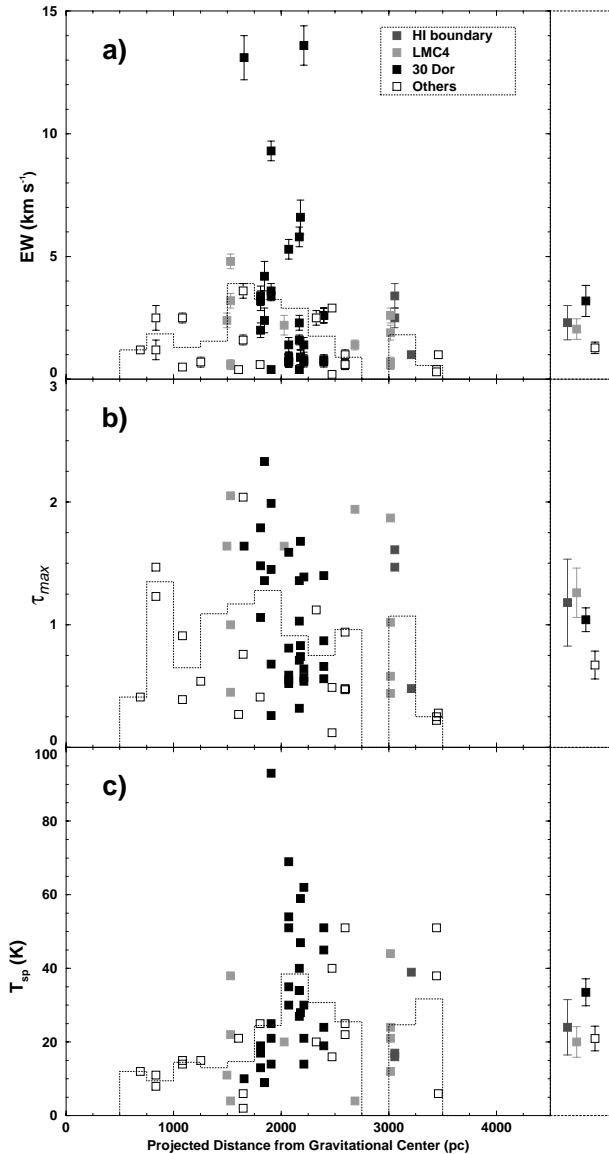 15
a)
HI boundary
LMC4
30 Dor
Others
10
EW (km s⁻¹)
5
0
3
b)
2
τmax
1
0
100
c)
80
60
Tsp (K)
40
20
0
0 1000 2000 3000 4000
Projected Distance from Gravitational Center (pc)